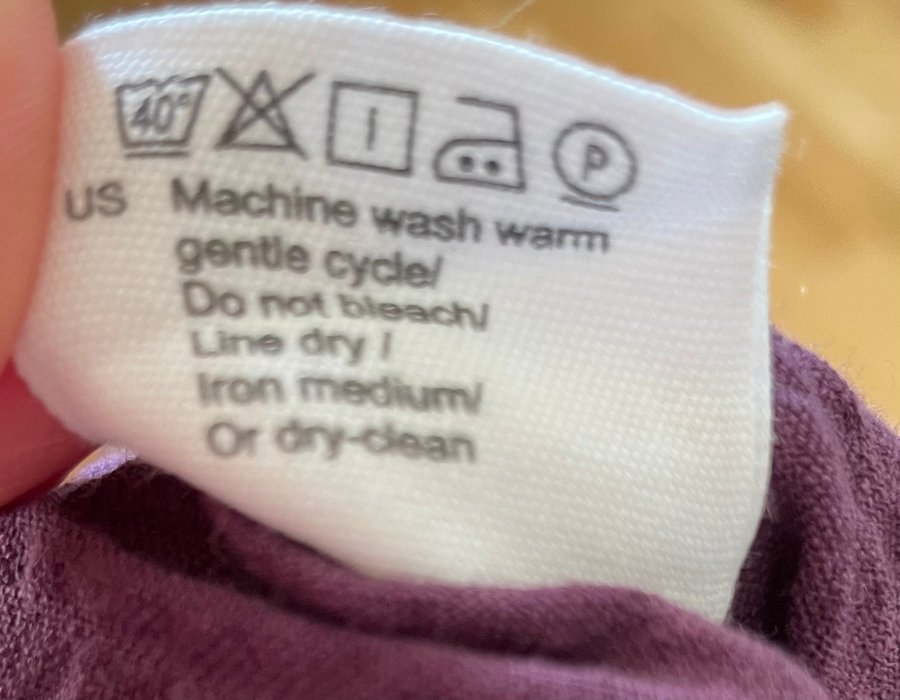 40° I P
US Machine wash warm
gentle cycle/
Do not bleach/
Line dry /
Iron medium/
Or dry-clean